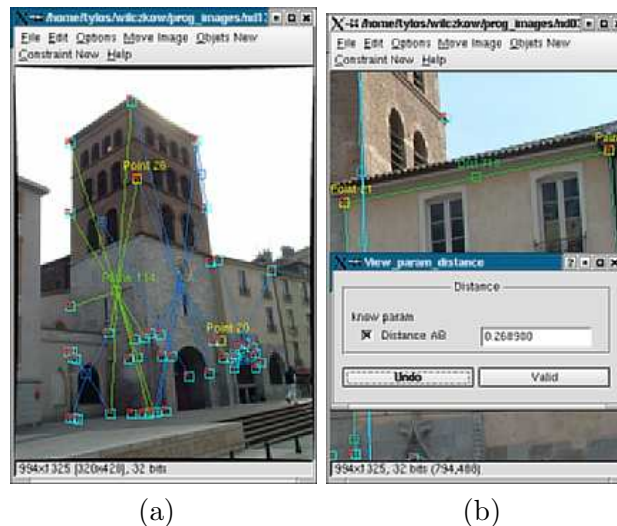 /home/tylos/wilczkow/prog_images/nd1
File Edit Options Move Image Objets New
Constraint New Help
Point 26
Point 20
994x1325 [320x428], 32 bits
(a)
/home/tylos/wilczkow/prog_images/nd0
File Edit Options Move Image Objets New
Constraint New Help
Point 21
View_param_distance
Distance
know param
Distance AB
0.268980
Undo
Valid
994x1325, 32 bits (794,488)
(b)